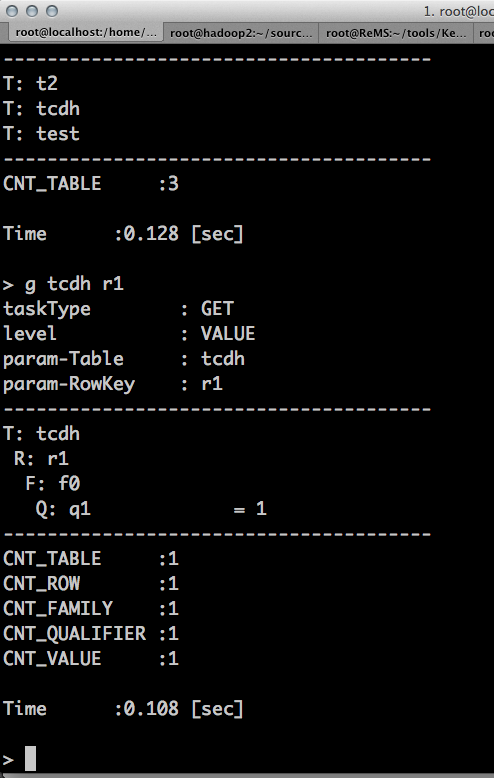 1. root@loc
root@localhost:/home/... root@hadoop2:~/sourc... root@ReMS:~/tools/Ke... roo
---------------------------------------
T: t2
T: tcdh
T: test
---------------------------------------
CNT_TABLE     :3
Time      :0.128 [sec]
> g tcdh r1
taskType        : GET
level           : VALUE
param-Table     : tcdh
param-RowKey    : r1
---------------------------------------
T: tcdh
 R: r1
  F: f0
   Q: q1             = 1
---------------------------------------
CNT_TABLE     :1
CNT_ROW       :1
CNT_FAMILY    :1
CNT_QUALIFIER :1
CNT_VALUE     :1
Time      :0.108 [sec]
>